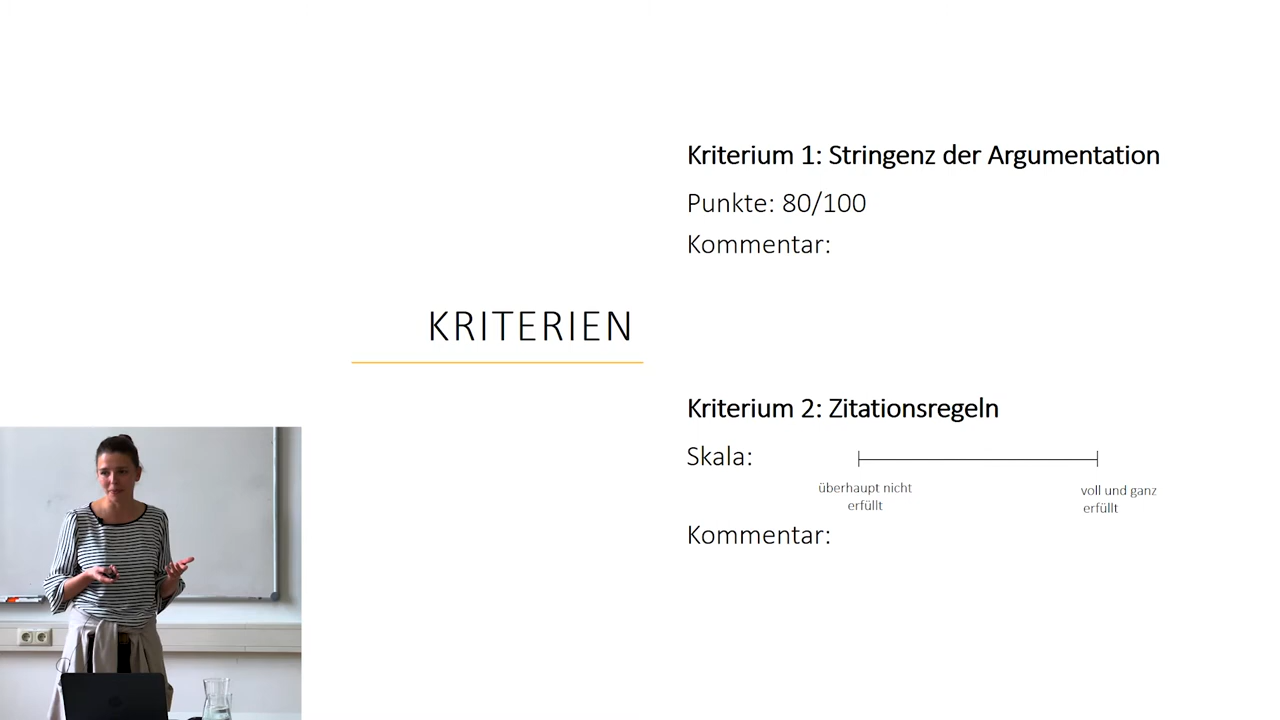 KRITERIEN
Kriterium 1: Stringenz der Argumentation
Punkte: 80/100
Kommentar:
Kriterium 2: Zitationsregeln
Skala:
überhaupt nicht
erfüllt
voll und ganz
erfüllt
Kommentar: